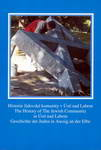 Historie židovské komunity v Ústí nad Labem
The History of The Jewish Community
in Ústí nad Labem
Geschichte der Juden in Aussig an der Elbe